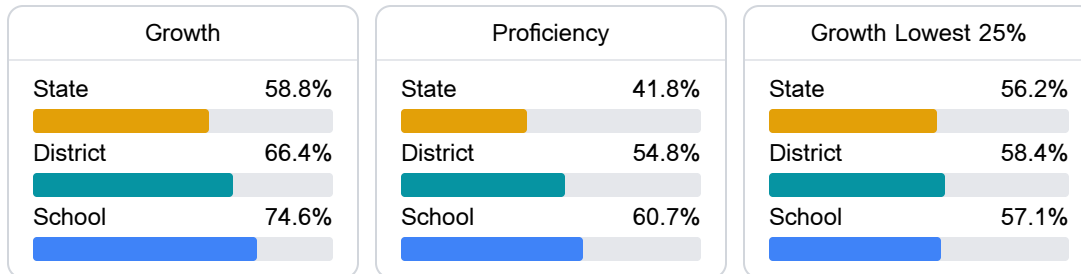 Growth
State 58.8%
District 66.4%
School 74.6%
Proficiency
State 41.8%
District 54.8%
School 60.7%
Growth Lowest 25%
State 56.2%
District 58.4%
School 57.1%